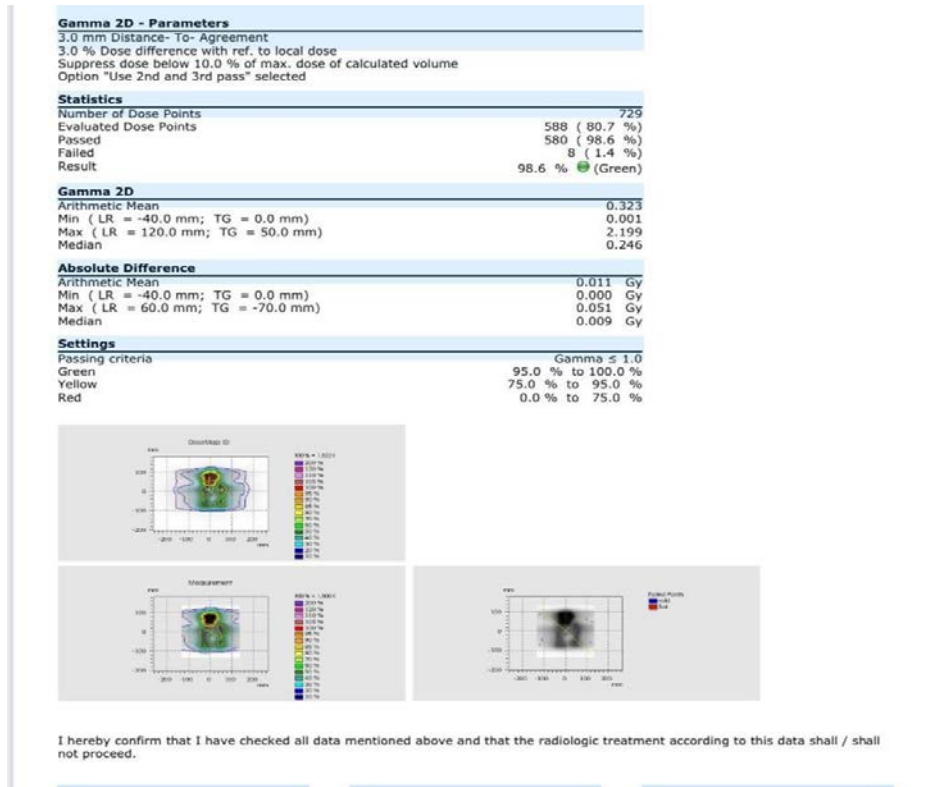 Gamma 2D - Parameters
3.0 mm Distance- To- Agreement
3.0 % Dose difference with ref. to local dose
Suppress dose below 10.0 % of max. dose of calculated volume
Option "Use 2nd and 3rd pass" selected
Statistics
Number of Dose Points 729
Evaluated Dose Points 588 ( 80.7 %)
Passed 580 ( 98.6 %)
Failed 8 ( 1.4 %)
Result 98.6 % (Green)
Gamma 2D
Arithmetic Mean 0.323
Min ( LR = -40.0 mm; TG = 0.0 mm) 0.001
Max ( LR = 120.0 mm; TG = 50.0 mm) 2.199
Median 0.246
Absolute Difference
Arithmetic Mean 0.011 Gy
Min ( LR = -40.0 mm; TG = 0.0 mm) 0.000 Gy
Max ( LR = 60.0 mm; TG = -70.0 mm) 0.051 Gy
Median 0.009 Gy
Settings
Passing criteria Gamma ≤ 1.0
Green 95.0 % to 100.0 %
Yellow 75.0 % to 95.0 %
Red 0.0 % to 75.0 %
Measurement
Failed Points
I hereby confirm that I have checked all data mentioned above and that the radiologic treatment according to this data shall / shall
not proceed.